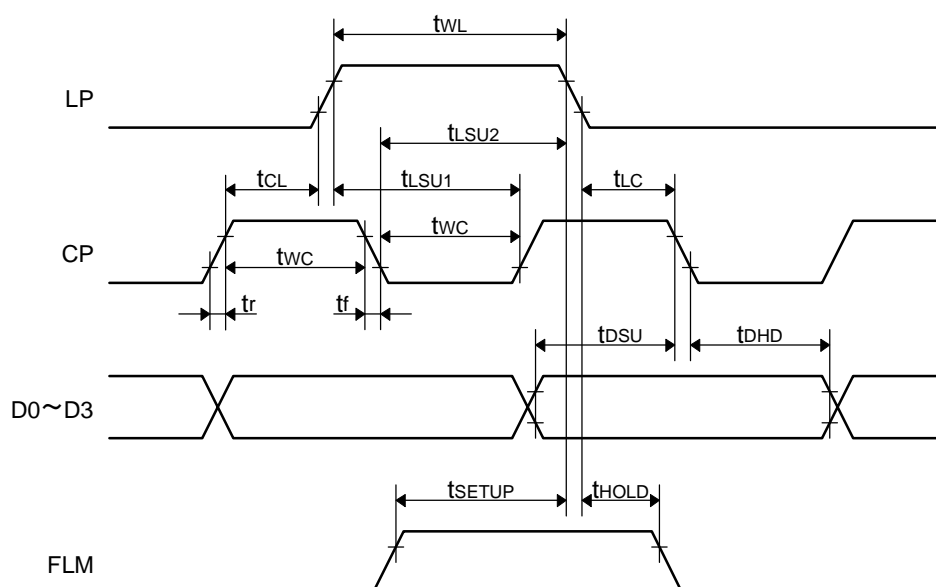 tWL
LP
tLSU2
tCL
tLSU1
tLC
CP
tWC
tWC
tr
tf
tDSU
tDHD
D0～D3
tSETUP
tHOLD
FLM